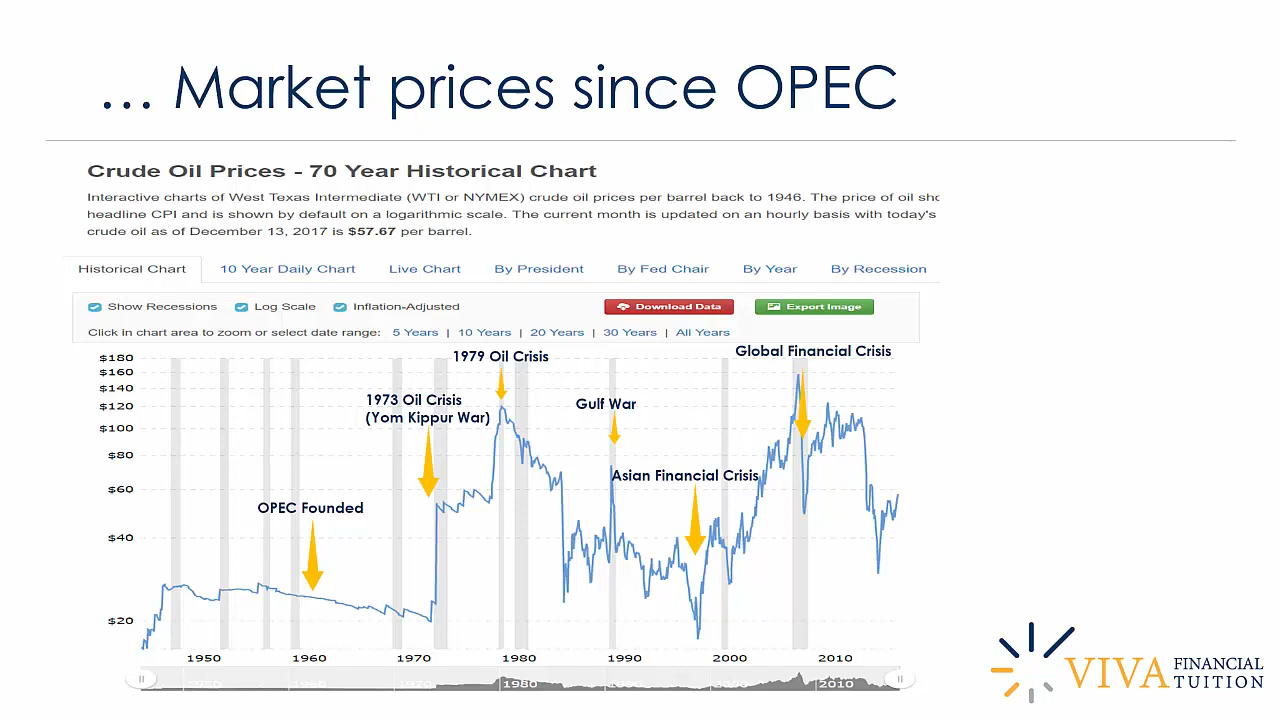 ... Market prices since OPEC
Crude Oil Prices - 70 Year Historical Chart
Interactive charts of West Texas Intermediate (WTI or NYMEX) crude oil prices per barrel back to 1946. The price of oil
headline CPI and is shown by default on a logarithmic scale. The current month is updated on an hourly basis with today's
crude oil as of December 13, 2017 is $57.67 per barrel.
Historical Chart 10 Year Daily Chart Live Chart By President By Fed Chair By Year By Recession
Show Recessions Log Scale Inflation-Adjusted Download Data Export Image
Click in chart area to zoom or select date range: 5 Years | 10 Years | 20 Years | 30 Years | All Years
1979 Oil Crisis
Global Financial Crisis
1973 Oil Crisis
(Yom Kippur War)
Gulf War
Asian Financial Crisis
OPEC Founded
$180
$160
$140
$120
$100
$80
$60
$40
$20
1950 1960 1970 1980 1990 2000 2010
1950 1960 1970 1980 1990 2000 2010
VIVA FINANCIAL
TUITION